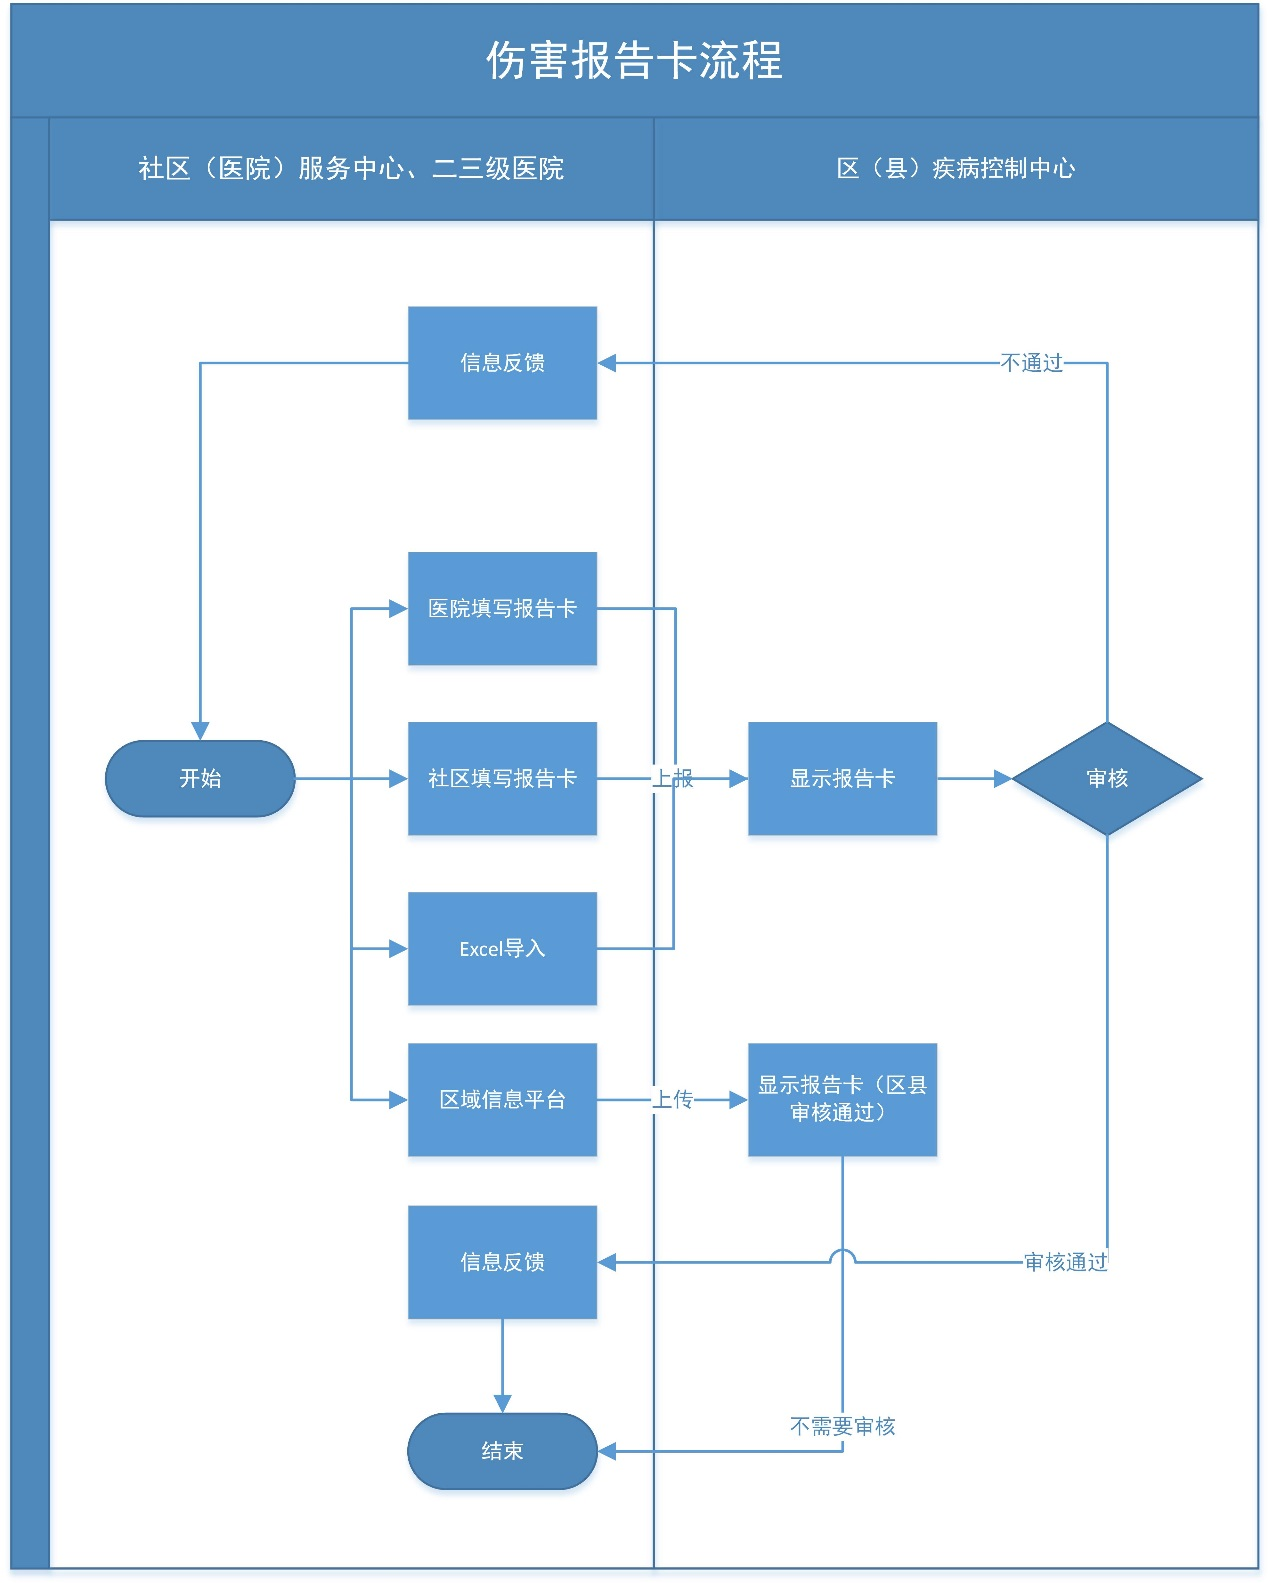 伤害报告卡流程
社区（医院）服务中心、二三级医院
区（县）疾病控制中心
信息反馈
不通过
医院填写报告卡
开始
社区填写报告卡
上报
显示报告卡
审核
Excel导入
区域信息平台
上传
显示报告卡（区县
审核通过）
信息反馈
审核通过
不需要审核
结束